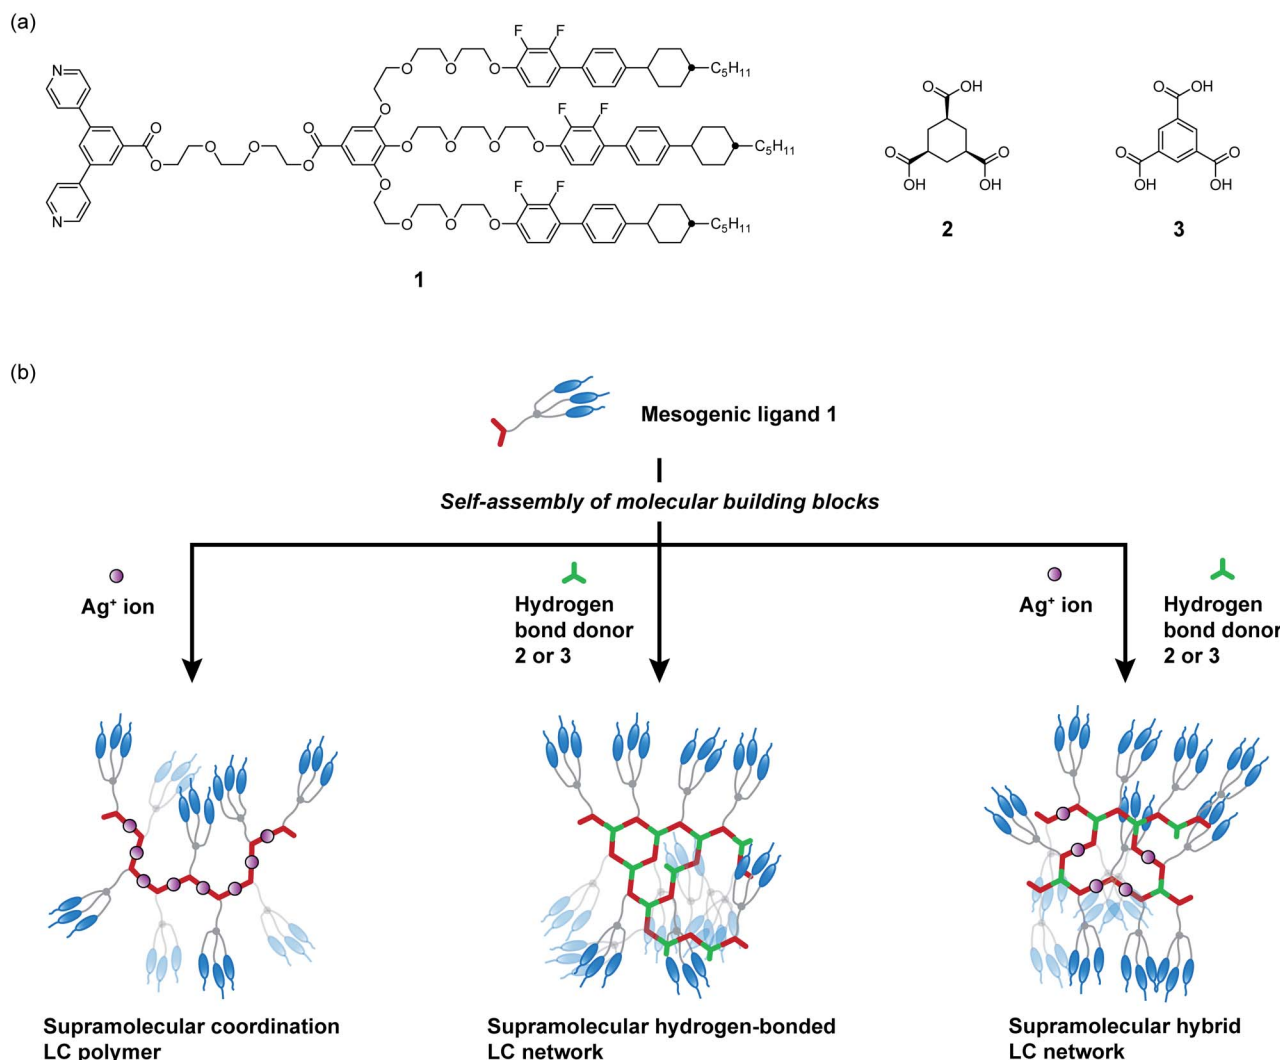 (a)
F F
O O O C₅H₁₁
N O
O O O O O O O F F
O O O O O O C₅H₁₁
O F F
N O O O C₅H₁₁
1
O OH
O O
OH OH
2
O OH
O O
OH OH
3
(b)
Mesogenic ligand 1
Self-assembly of molecular building blocks
Ag⁺ ion
Hydrogen
bond donor
2 or 3
Ag⁺ ion
Hydrogen
bond donor
2 or 3
Supramolecular coordination
LC polymer
Supramolecular hydrogen-bonded
LC network
Supramolecular hybrid
LC network